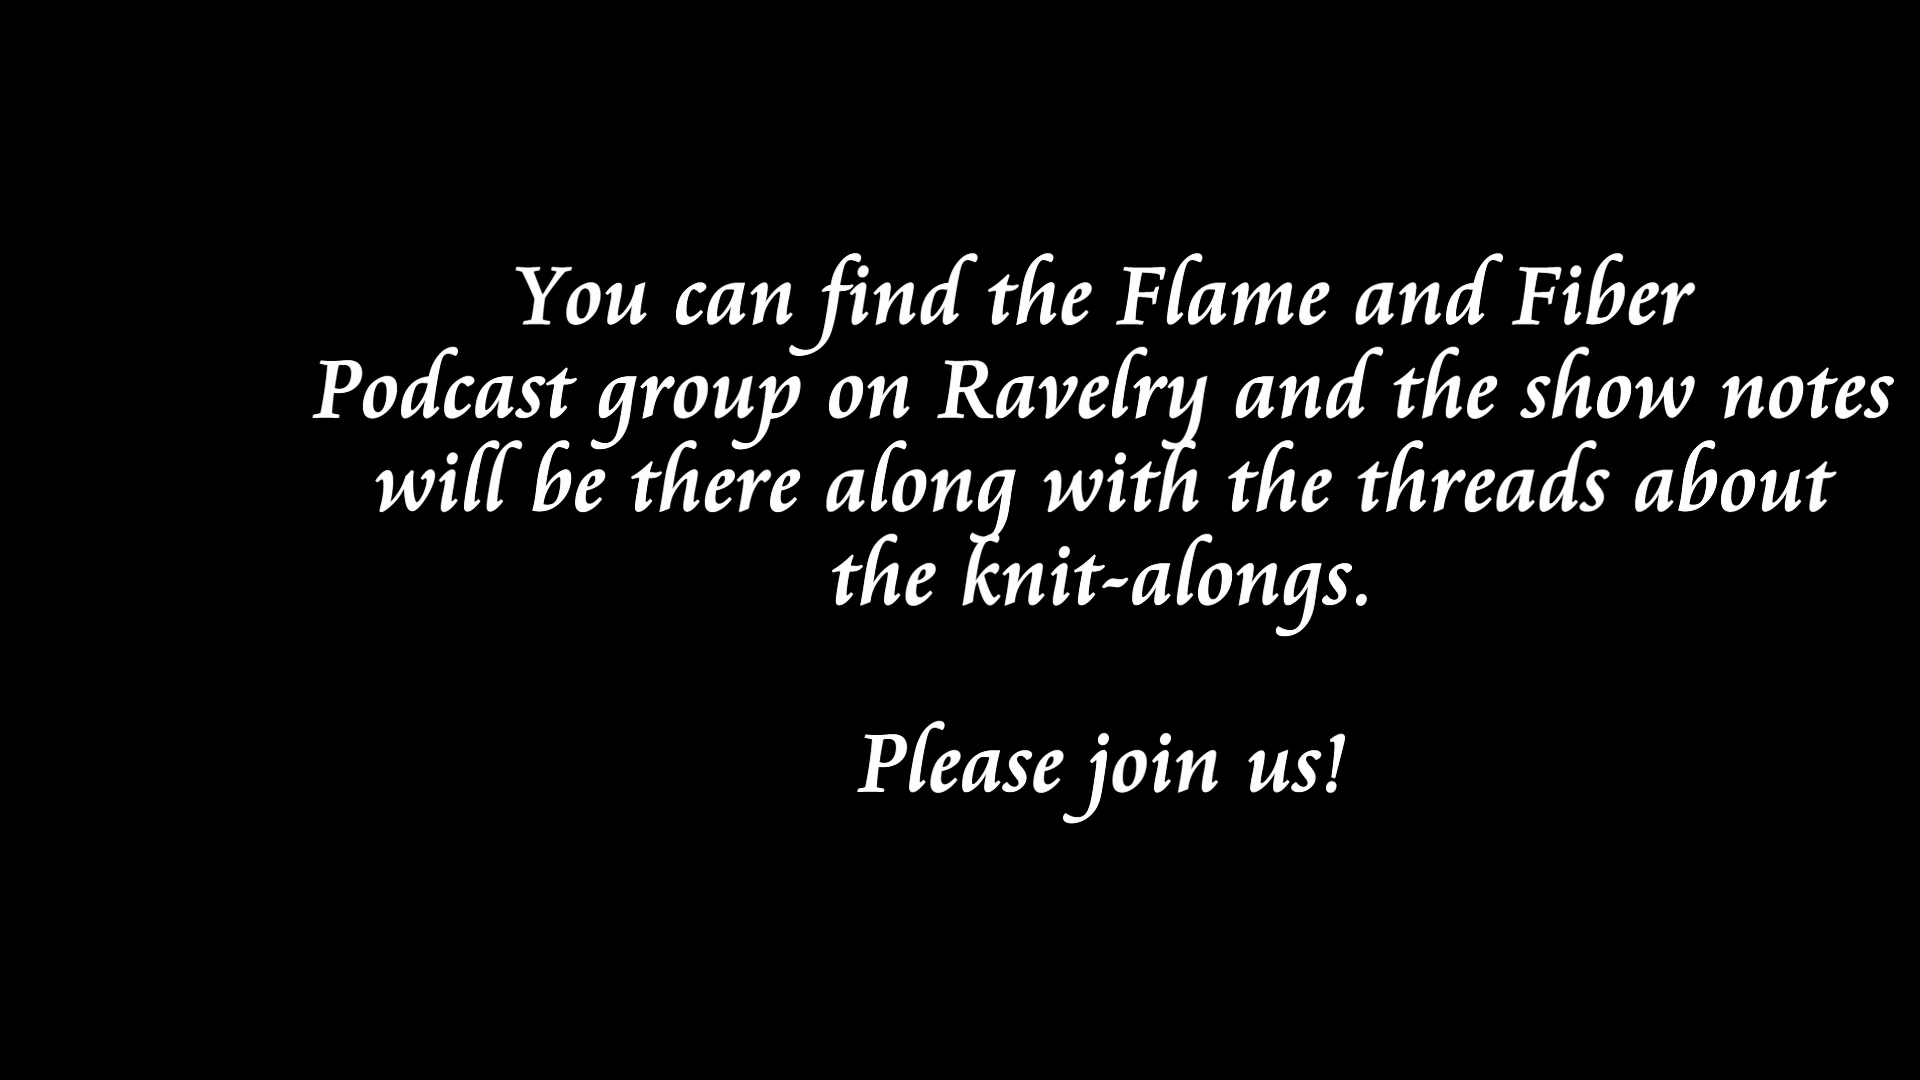 You can find the Flame and Fiber
Podcast group on Ravelry and the show notes
will be there along with the threads about
the knit-alongs.
Please join us!